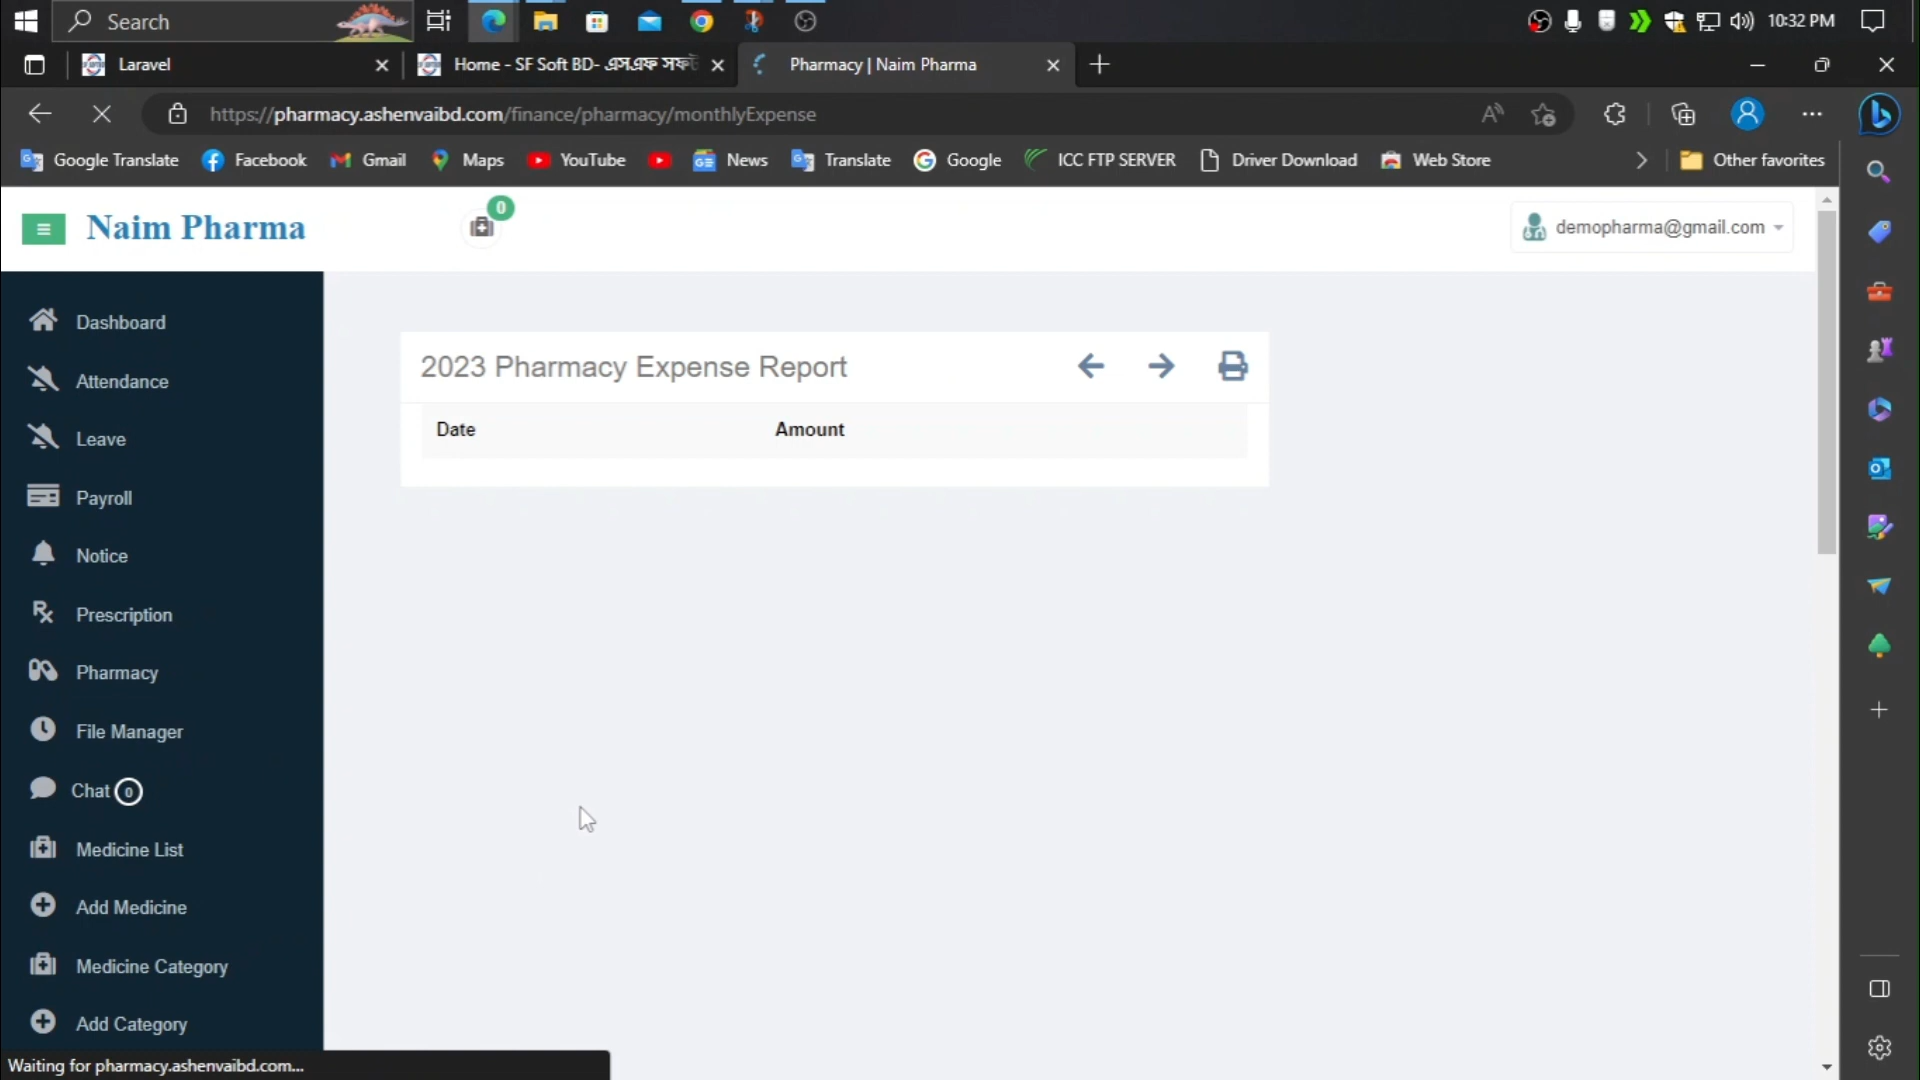 Search
10:32 PM
Laravel
Home - SF Soft BD- এস.এফ সফট
Pharmacy | Naim Pharma
https://pharmacy.ashenvaibd.com/finance/pharmacy/monthlyExpense
Google Translate
Facebook
Gmail
Maps
YouTube
News
Translate
Google
ICC FTP SERVER
Driver Download
Web Store
Other favorites
Naim Pharma
0
demopharma@gmail.com
Dashboard
Attendance
Leave
Payroll
Notice
Prescription
Pharmacy
File Manager
Chat 0
Medicine List
Add Medicine
Medicine Category
Add Category
2023 Pharmacy Expense Report
Date Amount
Waiting for pharmacy.ashenvaibd.com...